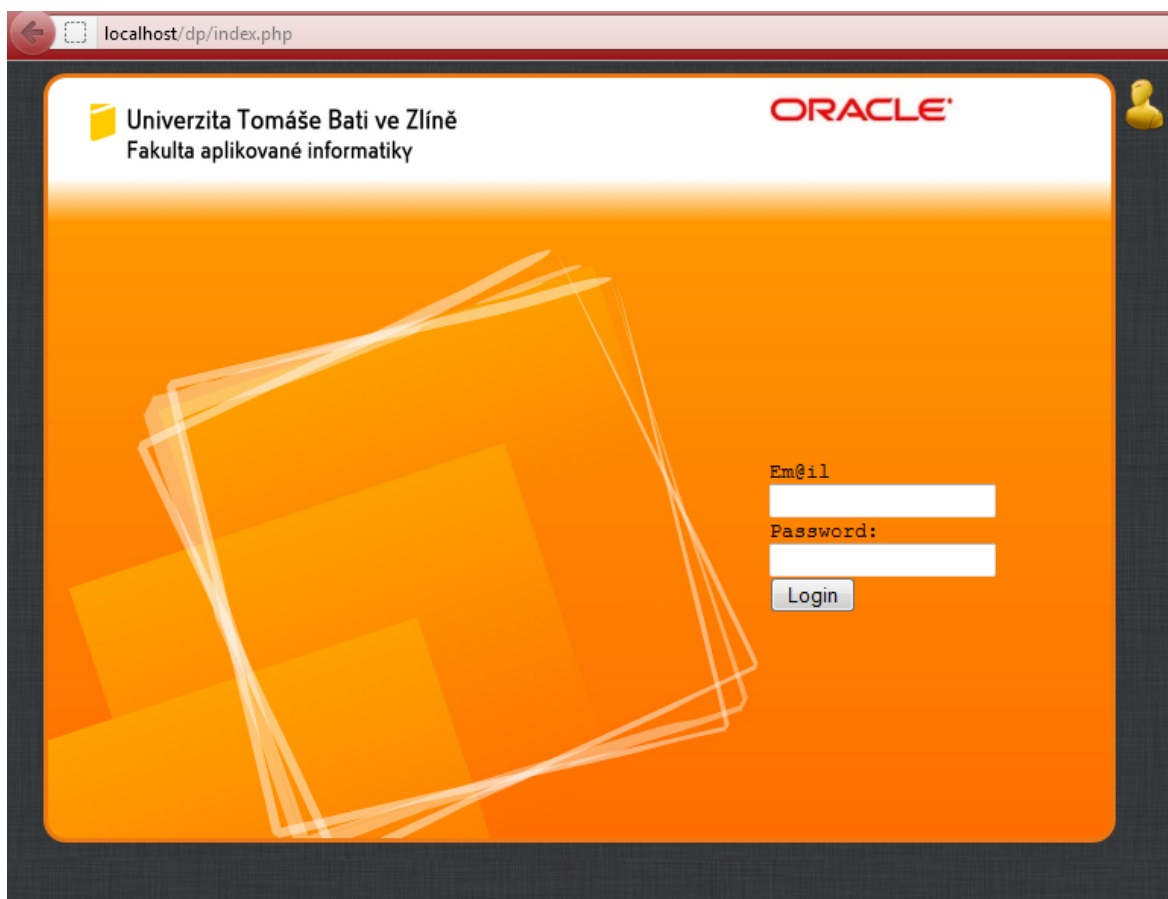 localhost/dp/index.php
Univerzita Tomáše Bati ve Zlíně
Fakulta aplikované informatiky
ORACLE
Em@il
Password:
Login